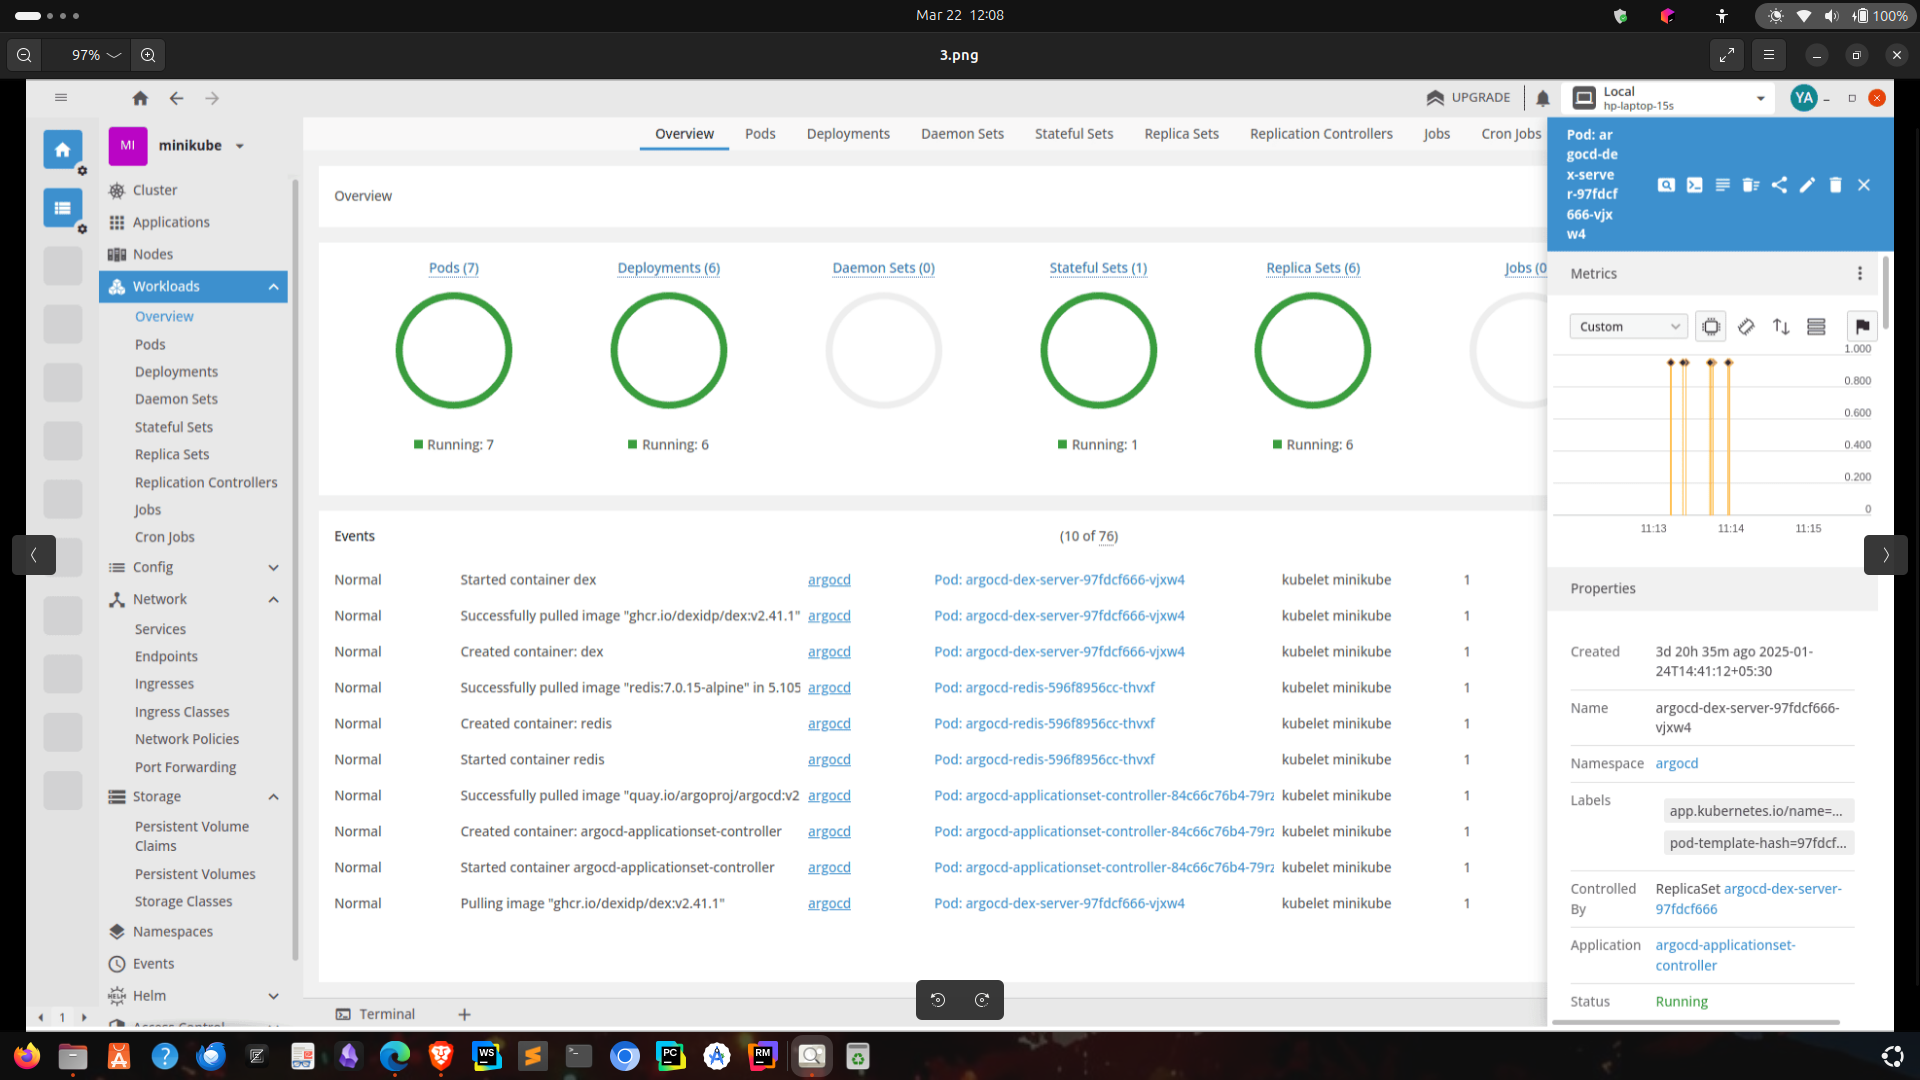 Mar 22 12:08
100%
97%
3.png
UPGRADE
Local
hp-laptop-15s
YA
MI
minikube
Cluster
Applications
Nodes
Workloads
Overview
Pods
Deployments
Daemon Sets
Stateful Sets
Replica Sets
Replication Controllers
Jobs
Cron Jobs
Config
Network
Services
Endpoints
Ingresses
Ingress Classes
Network Policies
Port Forwarding
Storage
Persistent Volume
Claims
Persistent Volumes
Storage Classes
Namespaces
Events
Helm
Access Control
1
Overview Pods Deployments Daemon Sets Stateful Sets Replica Sets Replication Controllers Jobs Cron Jobs
Overview
Pods (7) Deployments (6) Daemon Sets (0) Stateful Sets (1) Replica Sets (6) Jobs (0
Running: 7 Running: 6 Running: 1 Running: 6
Events (10 of 76)
Normal Started container dex argocd Pod: argocd-dex-server-97fdcf666-vjxw4 kubelet minikube 1
Normal Successfully pulled image "ghcr.io/dexidp/dex:v2.41.1" argocd Pod: argocd-dex-server-97fdcf666-vjxw4 kubelet minikube 1
Normal Created container: dex argocd Pod: argocd-dex-server-97fdcf666-vjxw4 kubelet minikube 1
Normal Successfully pulled image "redis:7.0.15-alpine" in 5.105 argocd Pod: argocd-redis-596f8956cc-thvxf kubelet minikube 1
Normal Created container: redis argocd Pod: argocd-redis-596f8956cc-thvxf kubelet minikube 1
Normal Started container redis argocd Pod: argocd-redis-596f8956cc-thvxf kubelet minikube 1
Normal Successfully pulled image "quay.io/argoproj/argocd:v2 argocd Pod: argocd-applicationset-controller-84c66c76b4-79rz kubelet minikube 1
Normal Created container: argocd-applicationset-controller argocd Pod: argocd-applicationset-controller-84c66c76b4-79rz kubelet minikube 1
Normal Started container argocd-applicationset-controller argocd Pod: argocd-applicationset-controller-84c66c76b4-79rz kubelet minikube 1
Normal Pulling image "ghcr.io/dexidp/dex:v2.41.1" argocd Pod: argocd-dex-server-97fdcf666-vjxw4 kubelet minikube 1
Terminal
Pod: ar
gocd-de
x-serve
r-97fdcf
666-vjx
w4
Metrics
Custom
1.000
0.800
0.600
0.400
0.200
0
11:13 11:14 11:15
Properties
Created 3d 20h 35m ago 2025-01-
24T14:41:12+05:30
Name argocd-dex-server-97fdcf666-
vjxw4
Namespace argocd
Labels app.kubernetes.io/name=...
pod-template-hash=97fdcf...
Controlled ReplicaSet argocd-dex-server-
By 97fdcf666
Application argocd-applicationset-
controller
Status Running
WS
PC
RM